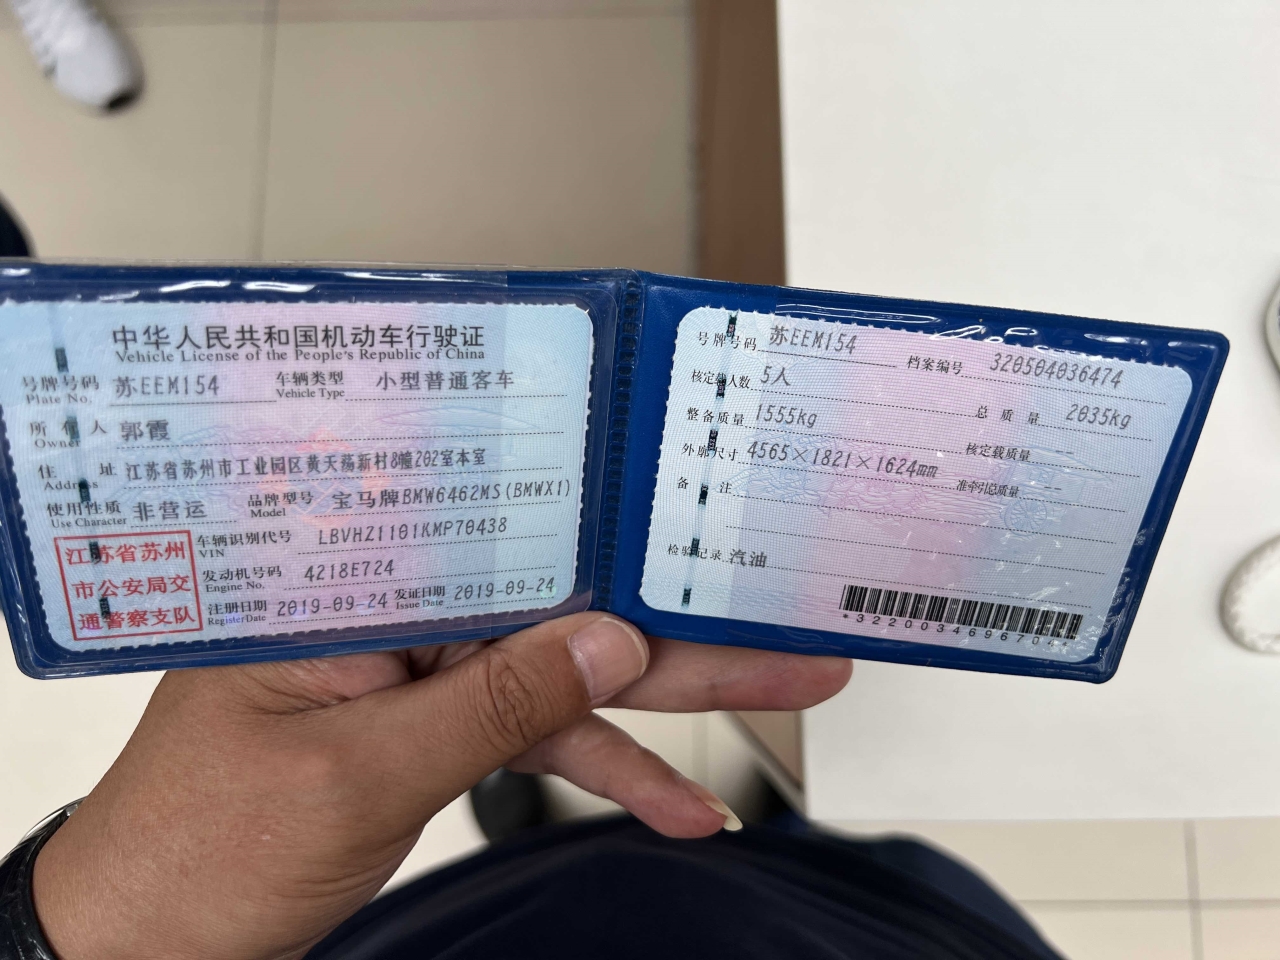 中华人民共和国机动车行驶证
Vehicle License of the People's Republic of China
号牌号码 苏EEM154 车辆类型 小型普通客车
Plate No. Vehicle Type
所有人 郭霞
Owner
住址 江苏省苏州市工业园区黄天荡新村8幢202室本室
Address
使用性质 非营运 品牌型号 宝马牌BMW6462MS(BMWX1)
Use Character Model
江苏省苏州
市公安局交
通警察支队
车辆识别代号 LBVHZ1101KMP70438
VIN
发动机号码 4218E724
Engine No.
注册日期 2019-09-24 发证日期 2019-09-24
Register Date Issue Date
号牌号码 苏EEM154 档案编号 320504036474
核定载人数 5人 总质量 2035kg
整备质量 1555kg 核定载质量 --
外廓尺寸 4565×1821×1624mm 准牵引总质量 --
备注
检验记录 汽油